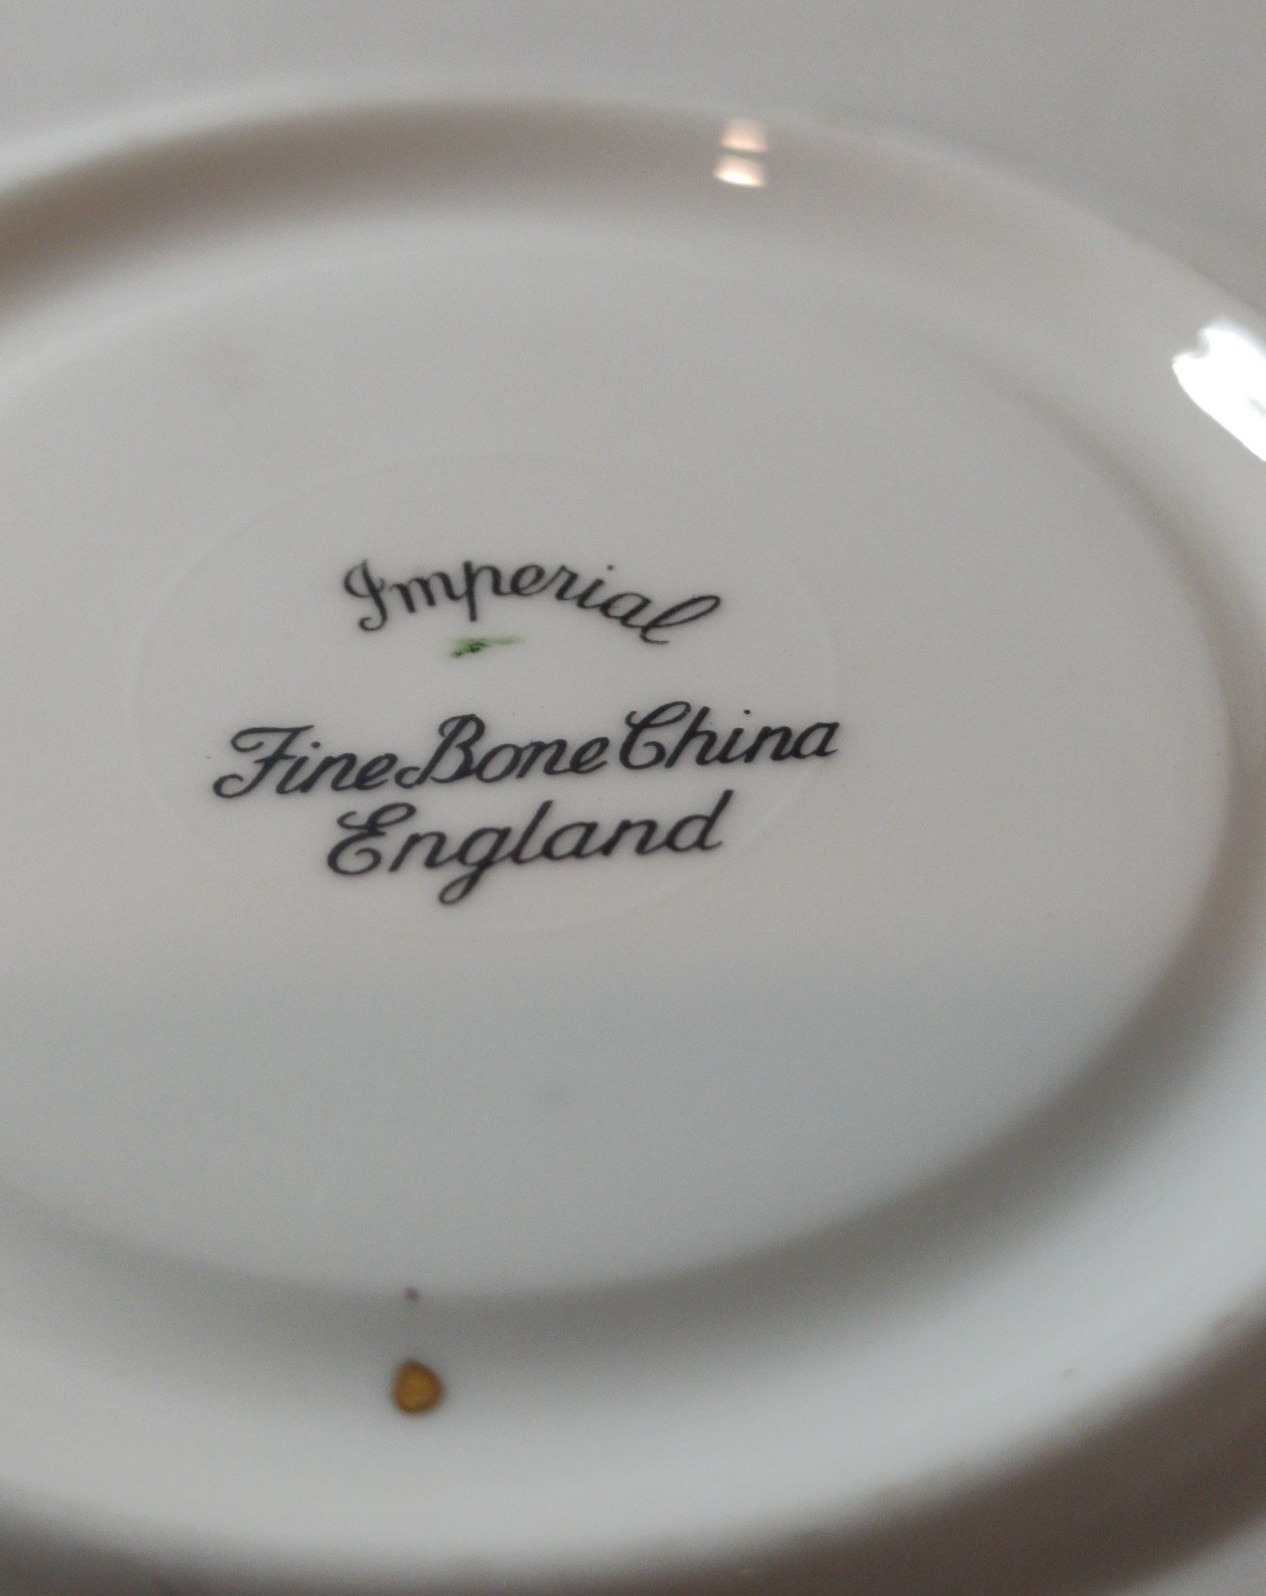 Imperial
Fine Bone China
England